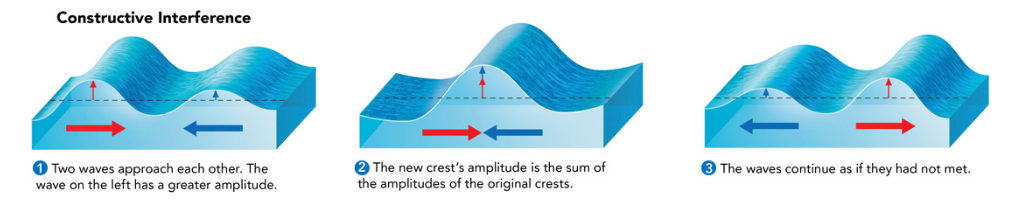 Constructive Interference
1 Two waves approach each other. The
wave on the left has a greater amplitude.
2 The new crest's amplitude is the sum of
the amplitudes of the original crests.
3 The waves continue as if they had not met.